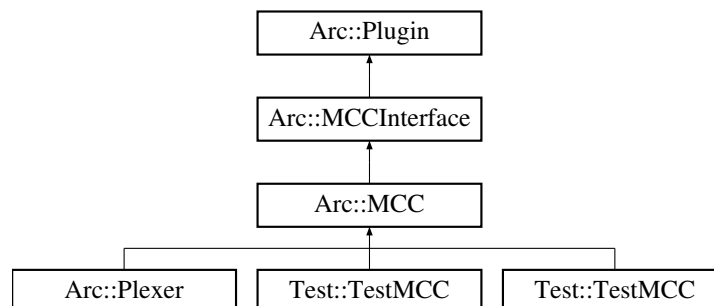 Arc::Plugin
Arc::MCCInterface
Arc::MCC
Arc::Plexer
Test::TestMCC
Test::TestMCC